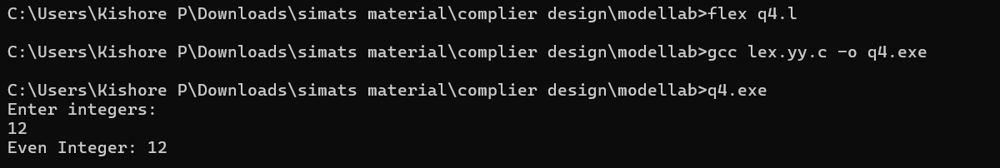 C:\Users\Kishore P\Downloads\simats material\complier design\modellab>flex q4.l
C:\Users\Kishore P\Downloads\simats material\complier design\modellab>gcc lex.yy.c -o q4.exe
C:\Users\Kishore P\Downloads\simats material\complier design\modellab>q4.exe
Enter integers:
12
Even Integer: 12